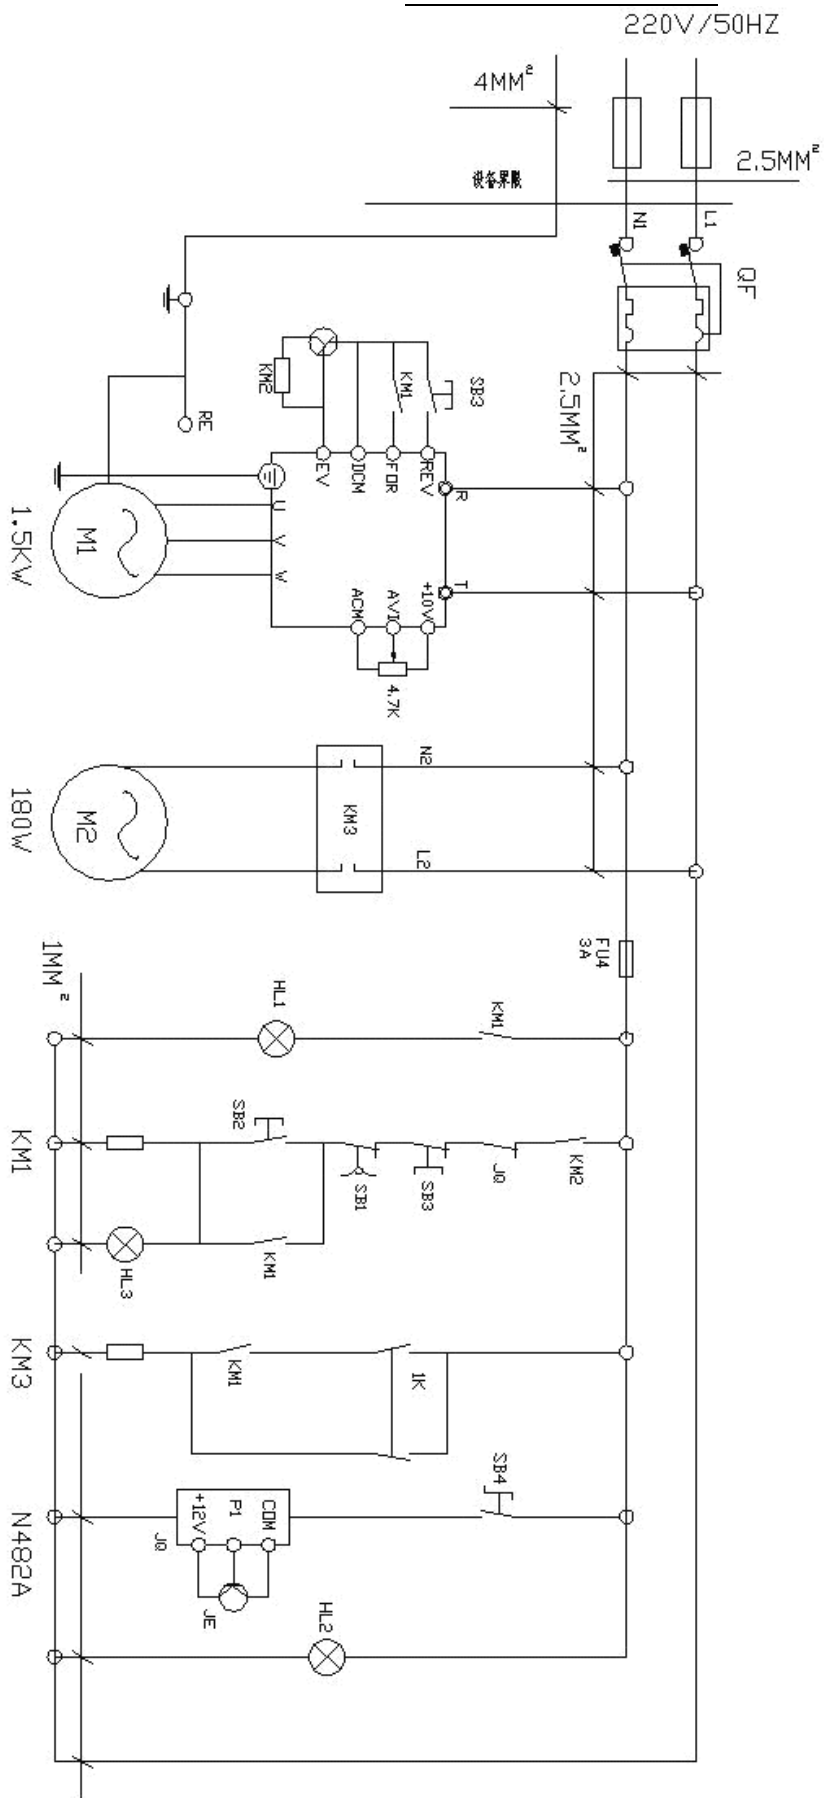 220V/50HZ
4MM²
2.5MM²
设备界限
N1
L1
QF
2.5MM²
KM2
KM1
SB3
RE
EV
DCM
FOR
REV
R
T
U
V
W
ACM
AVI
+10V
4.7K
M1
1.5KW
N2
KM3
L2
M2
180W
FU4
3A
1MM²
HL1
KM1
KM1
SB2
SB1
SB3
JQ
KM2
KM1
HL3
KM3
KM1
1K
SB4
+12V
P1
COM
JQ
JE
N482A
HL2